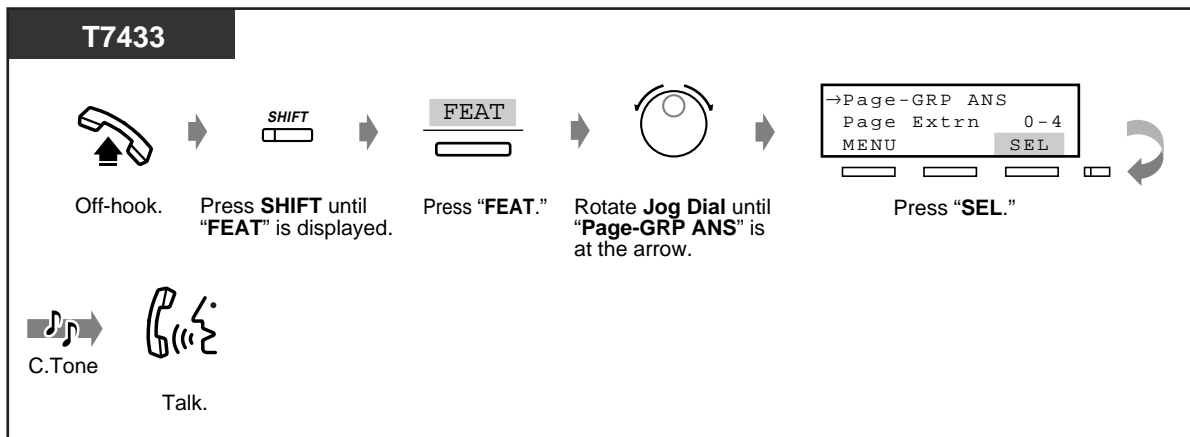 T7433
SHIFT
FEAT
→Page-GRP ANS
Page Extrn 0-4
MENU SEL
Off-hook.
Press SHIFT until
“FEAT” is displayed.
Press “FEAT.”
Rotate Jog Dial until
“Page-GRP ANS” is
at the arrow.
Press “SEL.”
C.Tone
Talk.